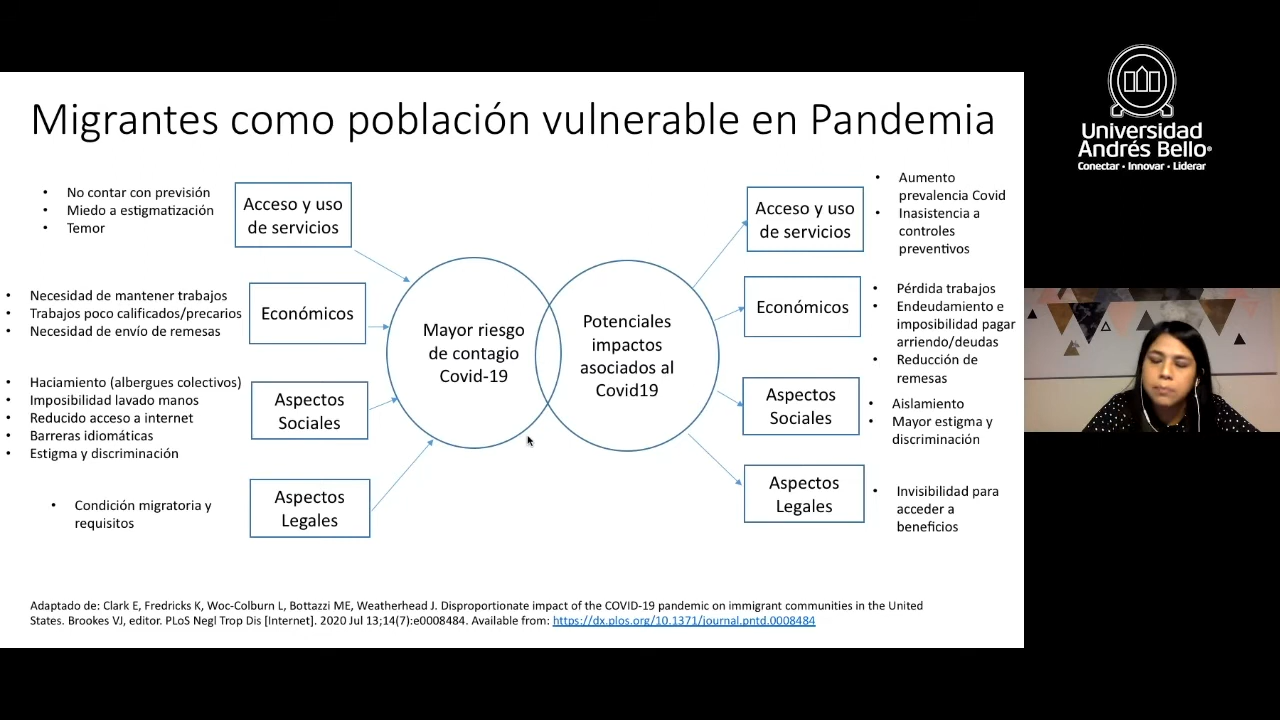 Migrantes como población vulnerable en Pandemia
• No contar con previsión
• Miedo a estigmatización
• Temor
Acceso y uso
de servicios
• Necesidad de mantener trabajos
• Trabajos poco calificados/precarios
• Necesidad de envío de remesas
Económicos
• Haciamiento (albergues colectivos)
• Imposibilidad lavado manos
• Reducido acceso a internet
• Barreras idiomáticas
• Estigma y discriminación
Aspectos
Sociales
• Condición migratoria y
requisitos
Aspectos
Legales
Mayor riesgo
de contagio
Covid-19
Potenciales
impactos
asociados al
Covid19
Acceso y uso
de servicios
• Aumento
prevalencia Covid
• Inasistencia a
controles
preventivos
Económicos
• Pérdida trabajos
• Endeudamiento e
imposibilidad pagar
arriendo/deudas
• Reducción de
remesas
Aspectos
Sociales
• Aislamiento
• Mayor estigma y
discriminación
Aspectos
Legales
• Invisibilidad para
acceder a
beneficios
Adaptado de: Clark E, Fredricks K, Woc-Colburn L, Bottazzi ME, Weatherhead J. Disproportionate impact of the COVID-19 pandemic on immigrant communities in the United
States. Brookes VJ, editor. PLoS Negl Trop Dis [Internet]. 2020 Jul 13;14(7):e0008484. Available from: https://dx.plos.org/10.1371/journal.pntd.0008484
Universidad
Andrés Bello®
Conectar • Innovar • Liderar